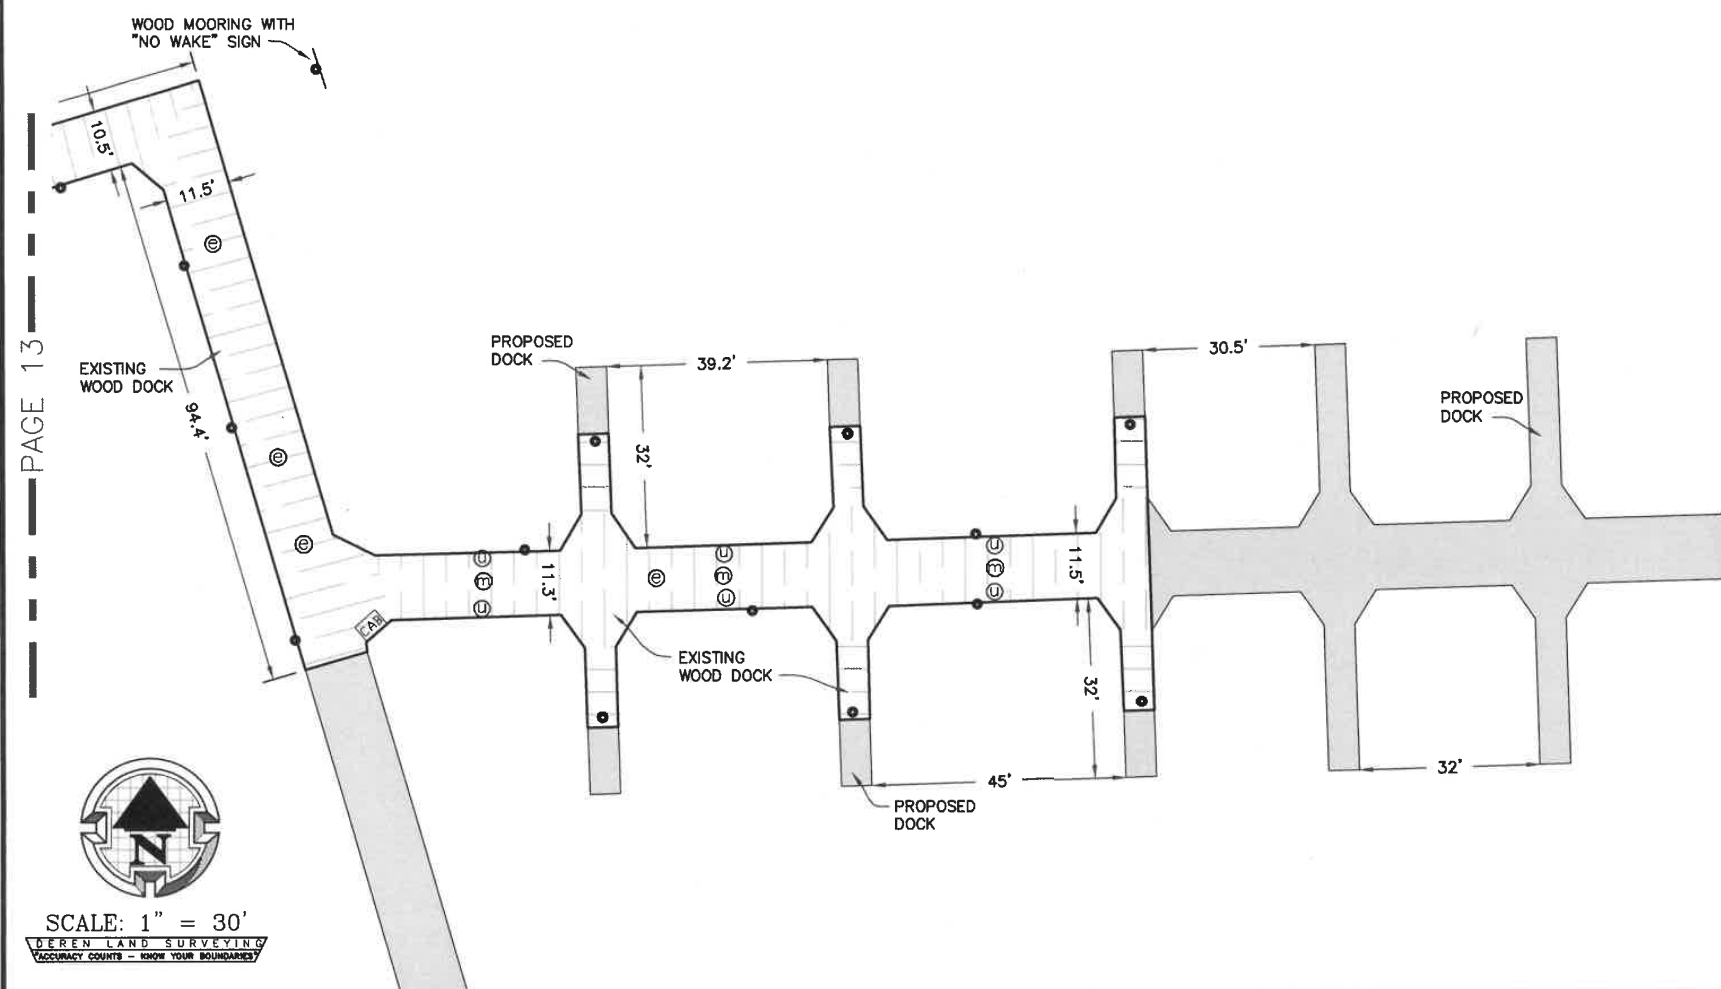 WOOD MOORING WITH
"NO WAKE" SIGN
10.5'
11.5'
PAGE 13
EXISTING
WOOD DOCK
94.4'
e
e
e
PROPOSED
DOCK
39.2'
32'
30.5'
PROPOSED
DOCK
u
m
u
11.3'
e
u
m
u
u
m
u
11.5'
CAB
EXISTING
WOOD DOCK
32'
45'
32'
PROPOSED
DOCK
N
SCALE: 1" = 30'
DEREN LAND SURVEYING
"ACCURACY COUNTS - KNOW YOUR BOUNDARIES"